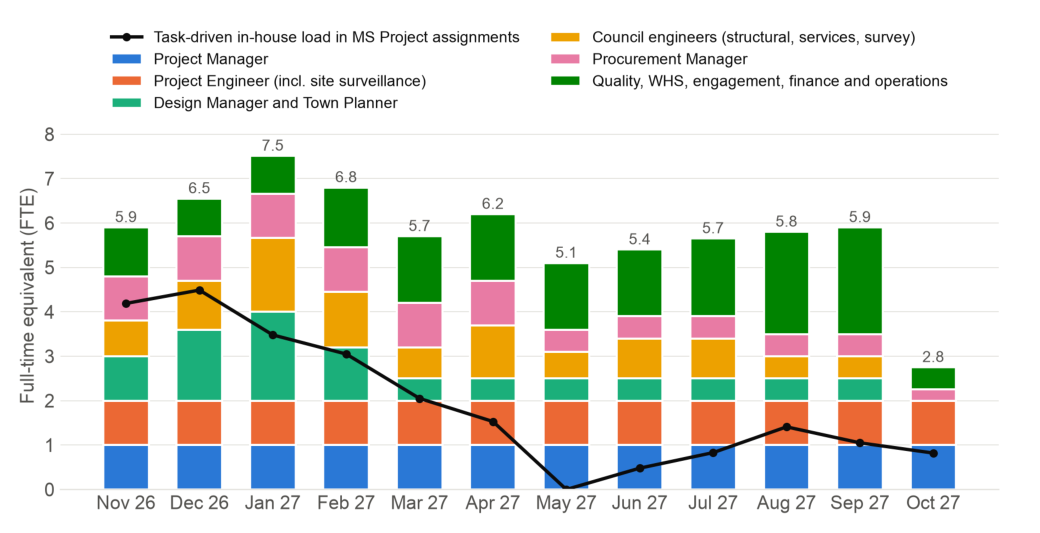 Task-driven in-house load in MS Project assignments
Project Manager
Project Engineer (incl. site surveillance)
Design Manager and Town Planner
Council engineers (structural, services, survey)
Procurement Manager
Quality, WHS, engagement, finance and operations
Full-time equivalent (FTE)
8
7
6
5
4
3
2
1
0
5.9
6.5
7.5
6.8
5.7
6.2
5.1
5.4
5.7
5.8
5.9
2.8
Nov 26
Dec 26
Jan 27
Feb 27
Mar 27
Apr 27
May 27
Jun 27
Jul 27
Aug 27
Sep 27
Oct 27